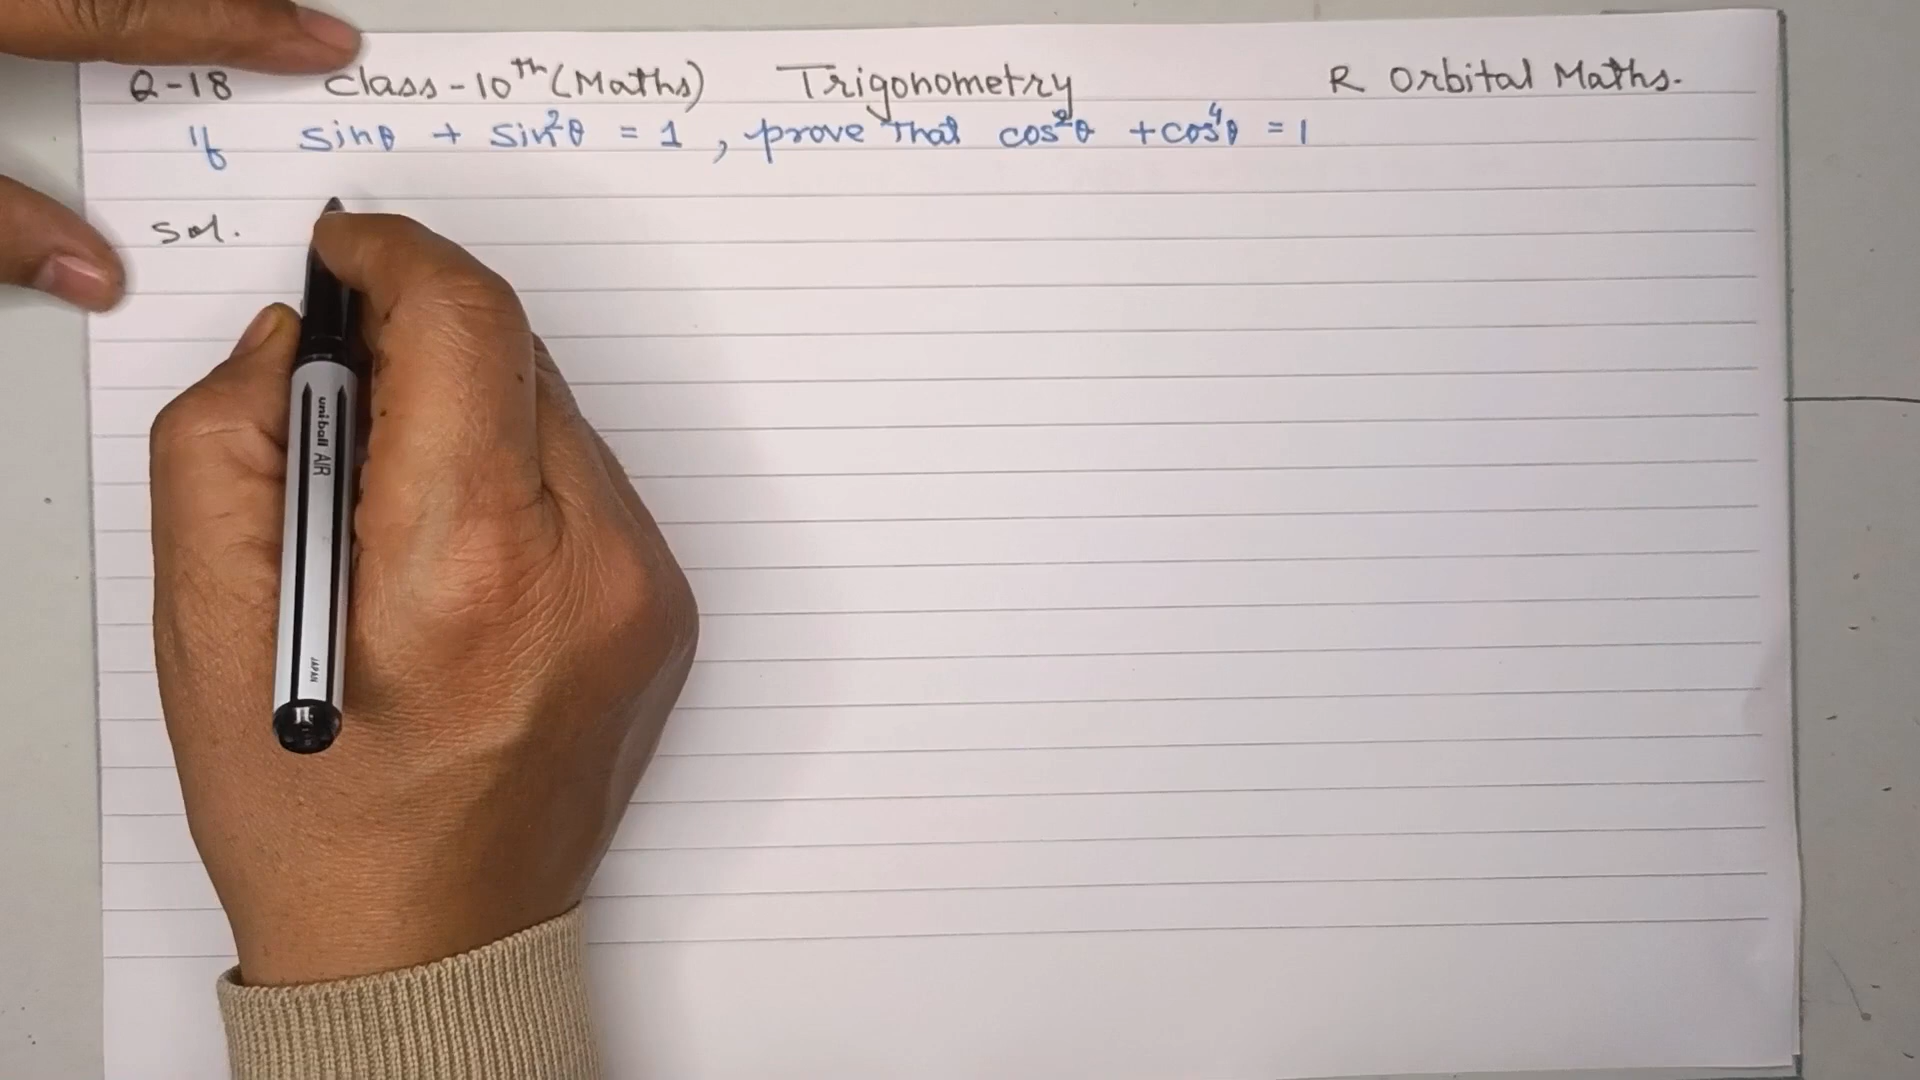 Q-18 Class-10th (Maths) Trigonometry R Orbital Maths.
If sinθ + sin²θ = 1, prove that cos²θ + cos⁴θ = 1
Sol.
uniball AIR
JAPAN